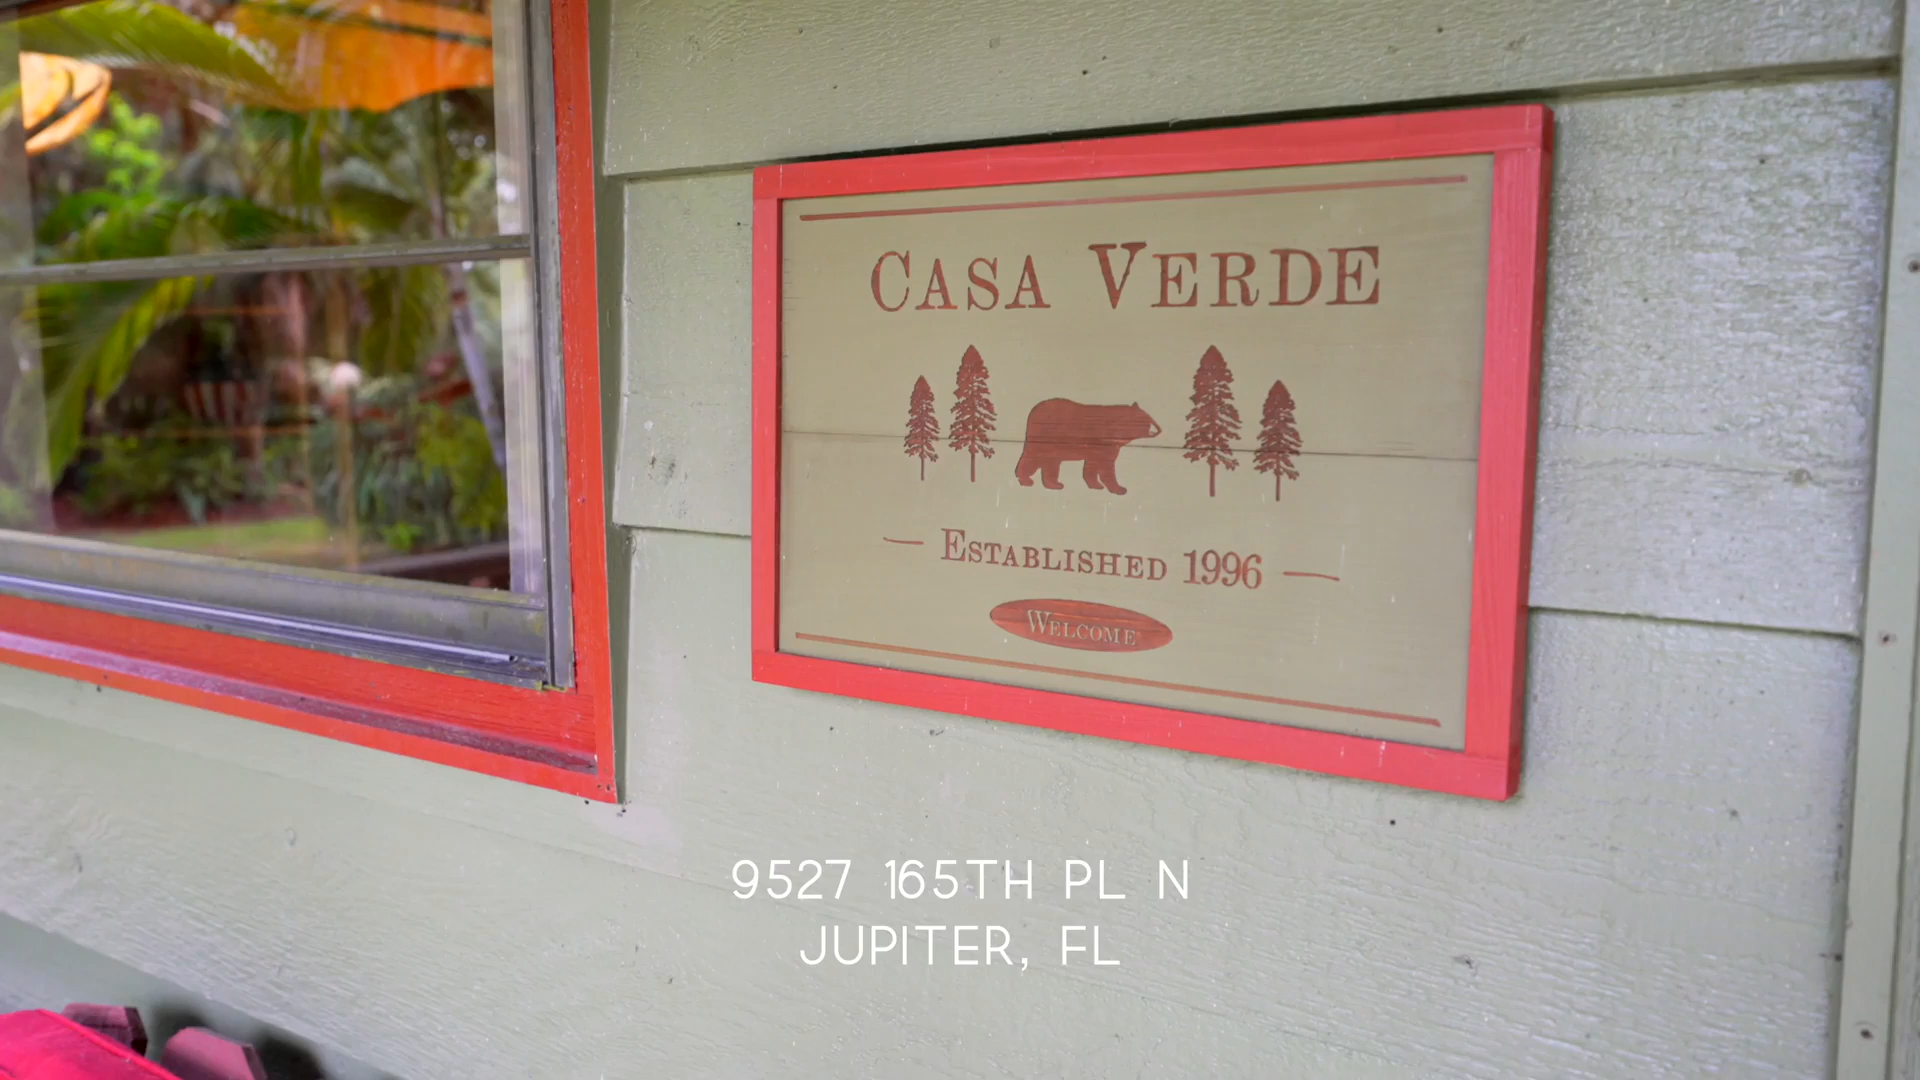 CASA VERDE
— ESTABLISHED 1996 —
WELCOME
9527 165TH PL N
JUPITER, FL